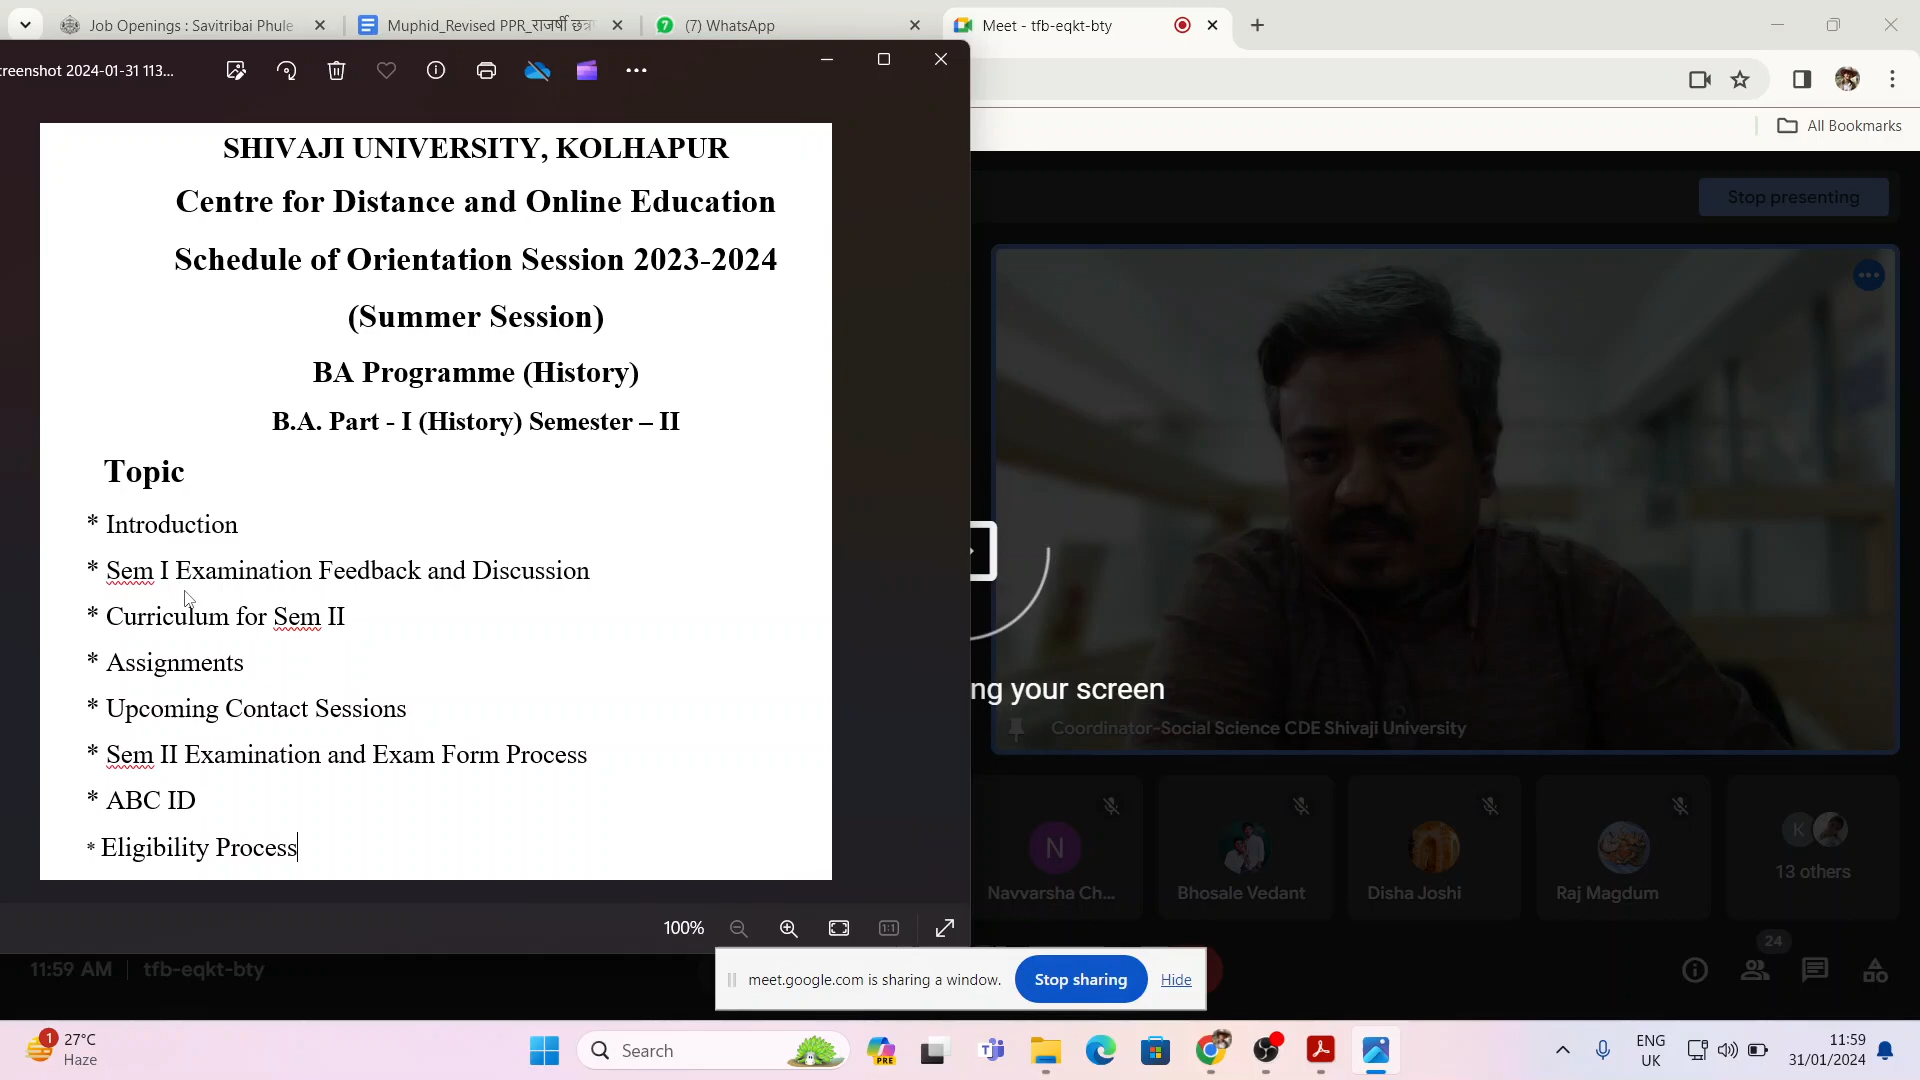 Job Openings : Savitribai Phule
Muphid_Revised PPR_राजर्षी छत्र
(7) WhatsApp
Meet - tfb-eqkt-bty
creenshot 2024-01-31 113...
All Bookmarks
Stop presenting
SHIVAJI UNIVERSITY, KOLHAPUR
Centre for Distance and Online Education
Schedule of Orientation Session 2023-2024
(Summer Session)
BA Programme (History)
B.A. Part - I (History) Semester – II
Topic
* Introduction
* Sem I Examination Feedback and Discussion
* Curriculum for Sem II
* Assignments
* Upcoming Contact Sessions
* Sem II Examination and Exam Form Process
* ABC ID
* Eligibility Process
ng your screen
Coordinator-Social Science CDE Shivaji University
N
K
Navvarsha Ch...
Bhosale Vedant
Disha Joshi
Raj Magdum
13 others
100%
1:1
11:59 AM
tfb-eqkt-bty
24
meet.google.com is sharing a window.
Stop sharing
Hide
1
27°C
Haze
Search
PRE
ENG
UK
11:59
31/01/2024